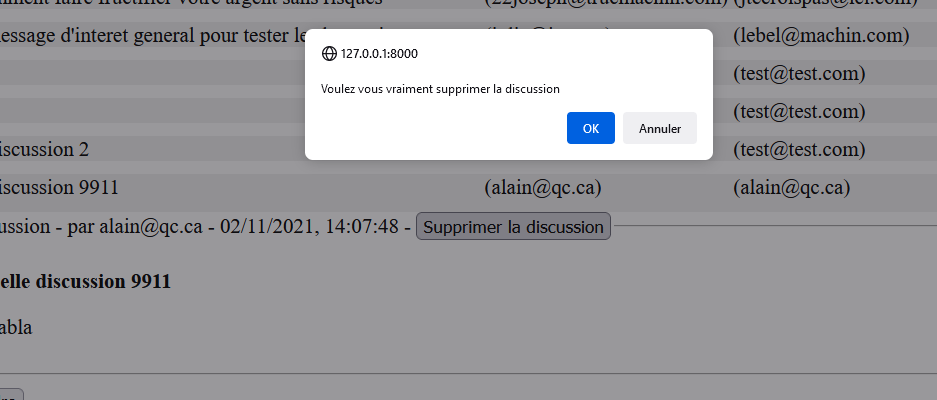 127.0.0.1:8000
Voulez vous vraiment supprimer la discussion
OK Annuler
essage d'interet general pour tester (lebel@machin.com)
(test@test.com)
(test@test.com)
iscussion 2 (test@test.com)
iscussion 9911 (alain@qc.ca) (alain@qc.ca)
ussion - par alain@qc.ca - 02/11/2021, 14:07:48 - Supprimer la discussion
elle discussion 9911
abla